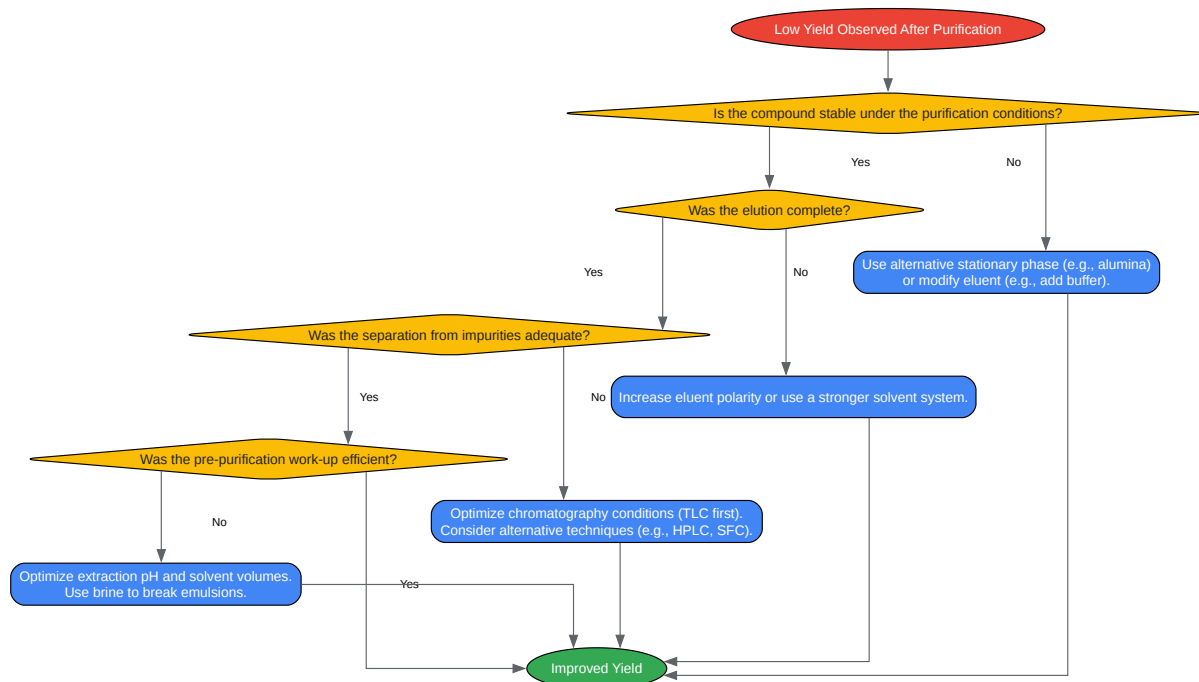 Low Yield Observed After Purification
Is the compound stable under the purification conditions?
Yes
No
Was the elution complete?
Use alternative stationary phase (e.g., alumina)
or modify eluent (e.g., add buffer).
Yes
No
Was the separation from impurities adequate?
Yes
No
Increase eluent polarity or use a stronger solvent system.
Was the pre-purification work-up efficient?
Optimize chromatography conditions (TLC first).
Consider alternative techniques (e.g., HPLC, SFC).
No
Optimize extraction pH and solvent volumes.
Use brine to break emulsions.
Yes
Improved Yield